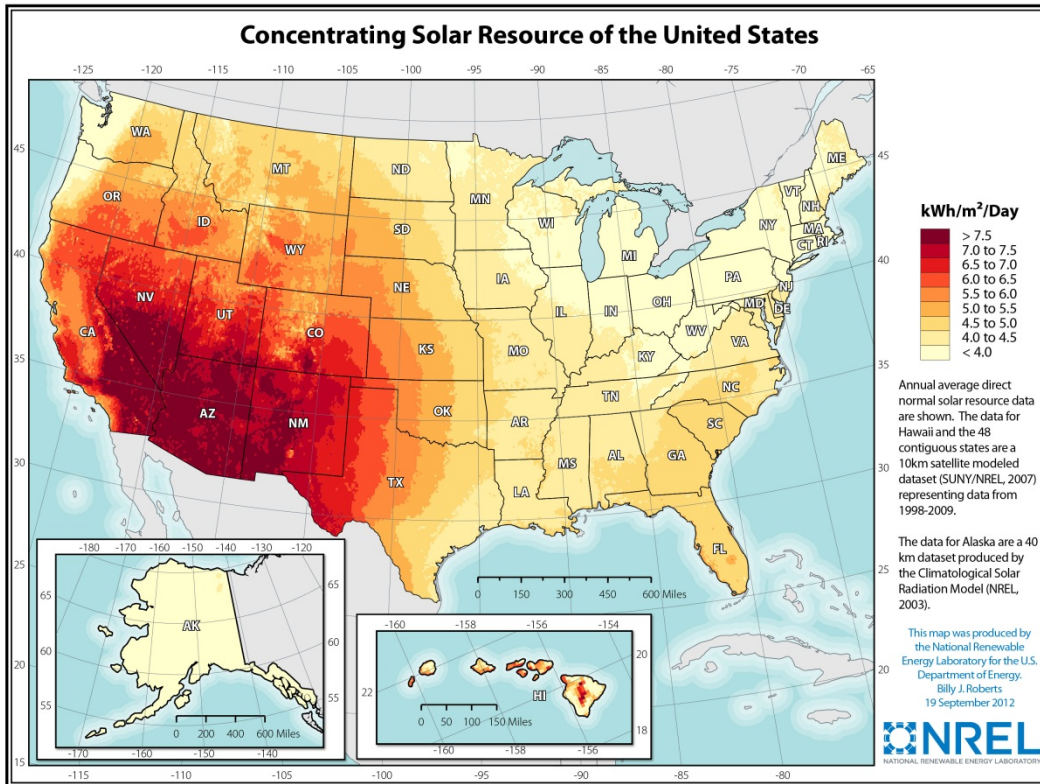 Concentrating Solar Resource of the United States
-125 -120 -115 -110 -105 -100 -95 -90 -85 -80 -75 -70 -65
45
40
35
30
25
20
15
45
40
35
30
25
20
WA
OR
CA
NV
ID
MT
WY
UT
CO
AZ
NM
ND
SD
NE
KS
OK
TX
MN
IA
MO
AR
LA
WI
IL
MI
IN
OH
KY
TN
MS
AL
GA
FL
SC
NC
VA
WV
PA
NY
VT
NH
ME
MA
RI
CT
NJ
DE
MD
kWh/m²/Day
> 7.5
7.0 to 7.5
6.5 to 7.0
6.0 to 6.5
5.5 to 6.0
5.0 to 5.5
4.5 to 5.0
4.0 to 4.5
< 4.0
Annual average direct
normal solar resource data
are shown. The data for
Hawaii and the 48
contiguous states are a
10km satellite modeled
dataset (SUNY/NREL, 2007)
representing data from
1998-2009.
The data for Alaska are a 40
km dataset produced by
the Climatological Solar
Radiation Model (NREL,
2003).
This map was produced by
the National Renewable
Energy Laboratory for the U.S.
Department of Energy.
Billy J. Roberts
19 September 2012
NREL
NATIONAL RENEWABLE ENERGY LABORATORY
0 150 300 450 600 Miles
-180 -170 -160 -150 -140 -130 -120
65
60
55
65
60
55
AK
0 200 400 600 Miles
-170 -160 -150 -140
-160 -158 -156 -154
22
20
18
HI
0 50 100 150 Miles
-160 -158 -156
-115 -110 -105 -100 -95 -90 -85 -80